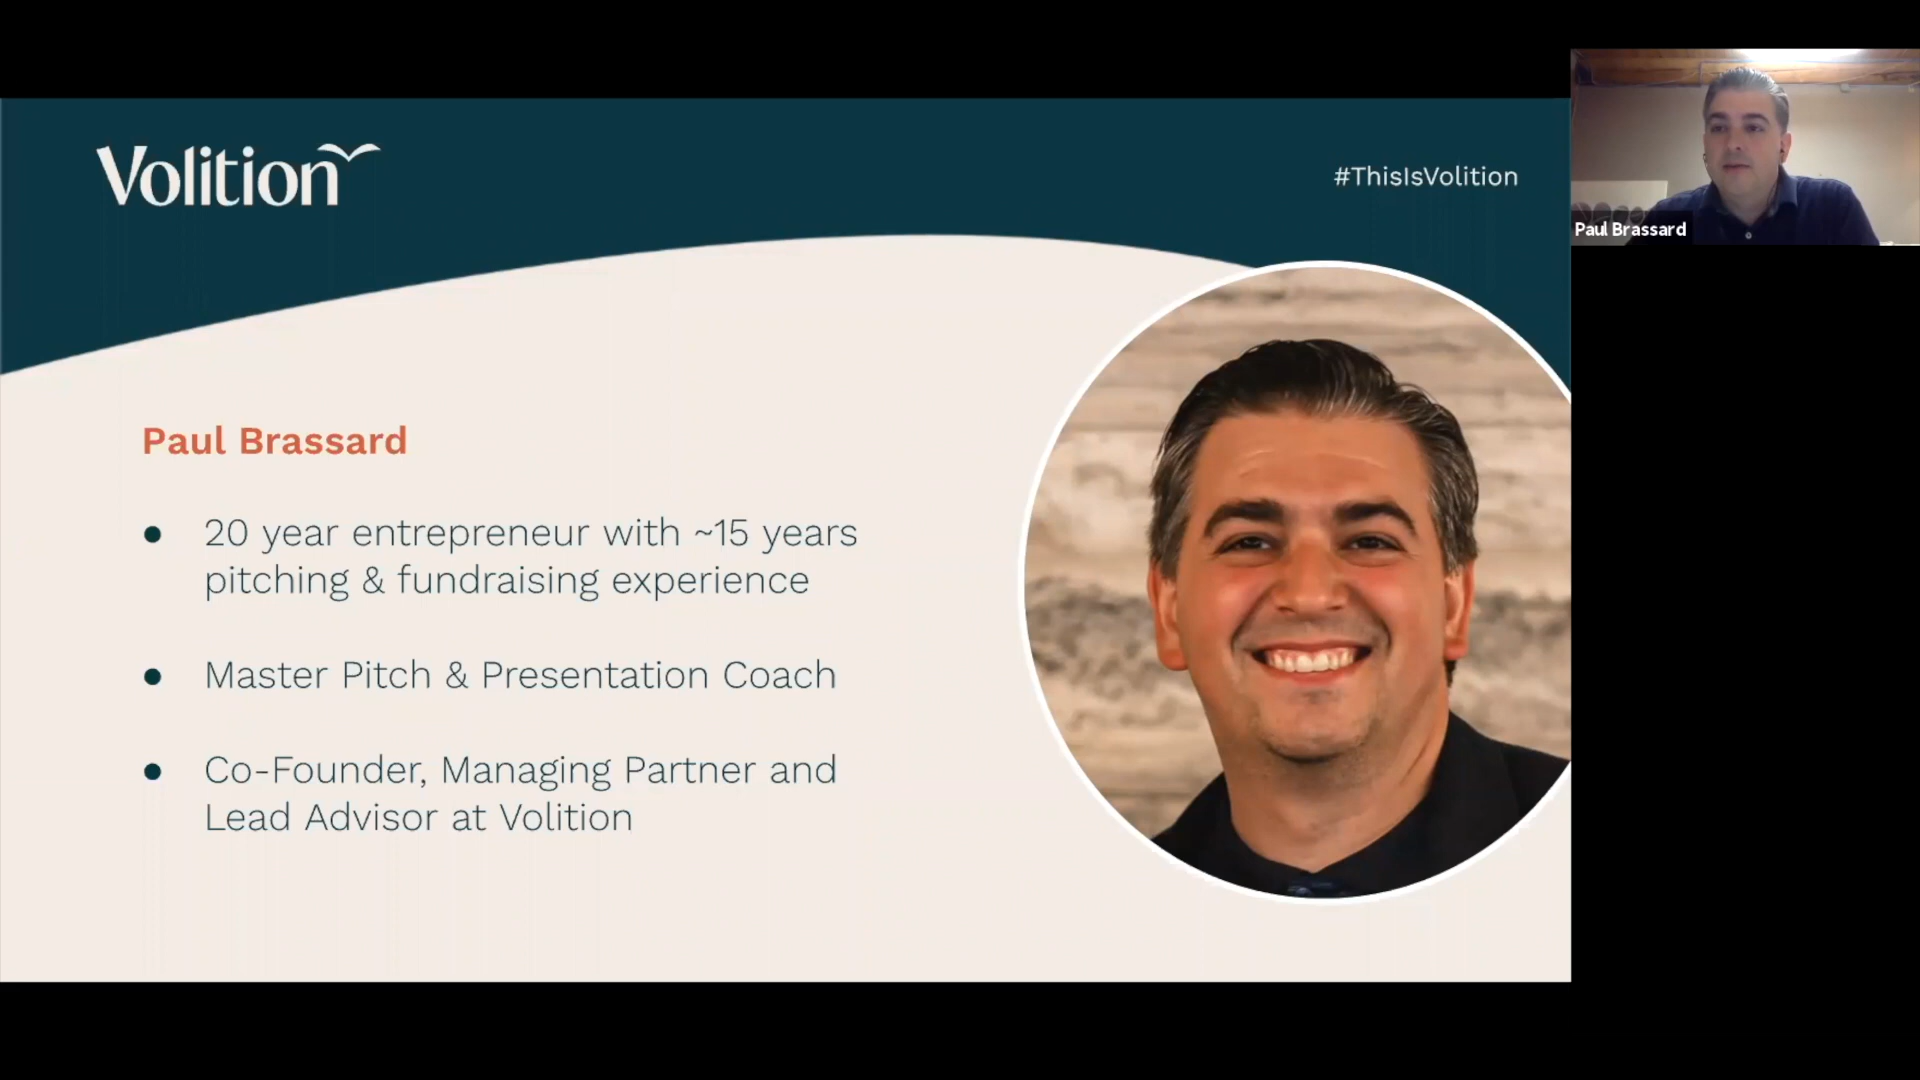 Volition
#ThisIsVolition
Paul Brassard
Paul Brassard
● 20 year entrepreneur with ~15 years
pitching & fundraising experience
● Master Pitch & Presentation Coach
● Co-Founder, Managing Partner and
Lead Advisor at Volition